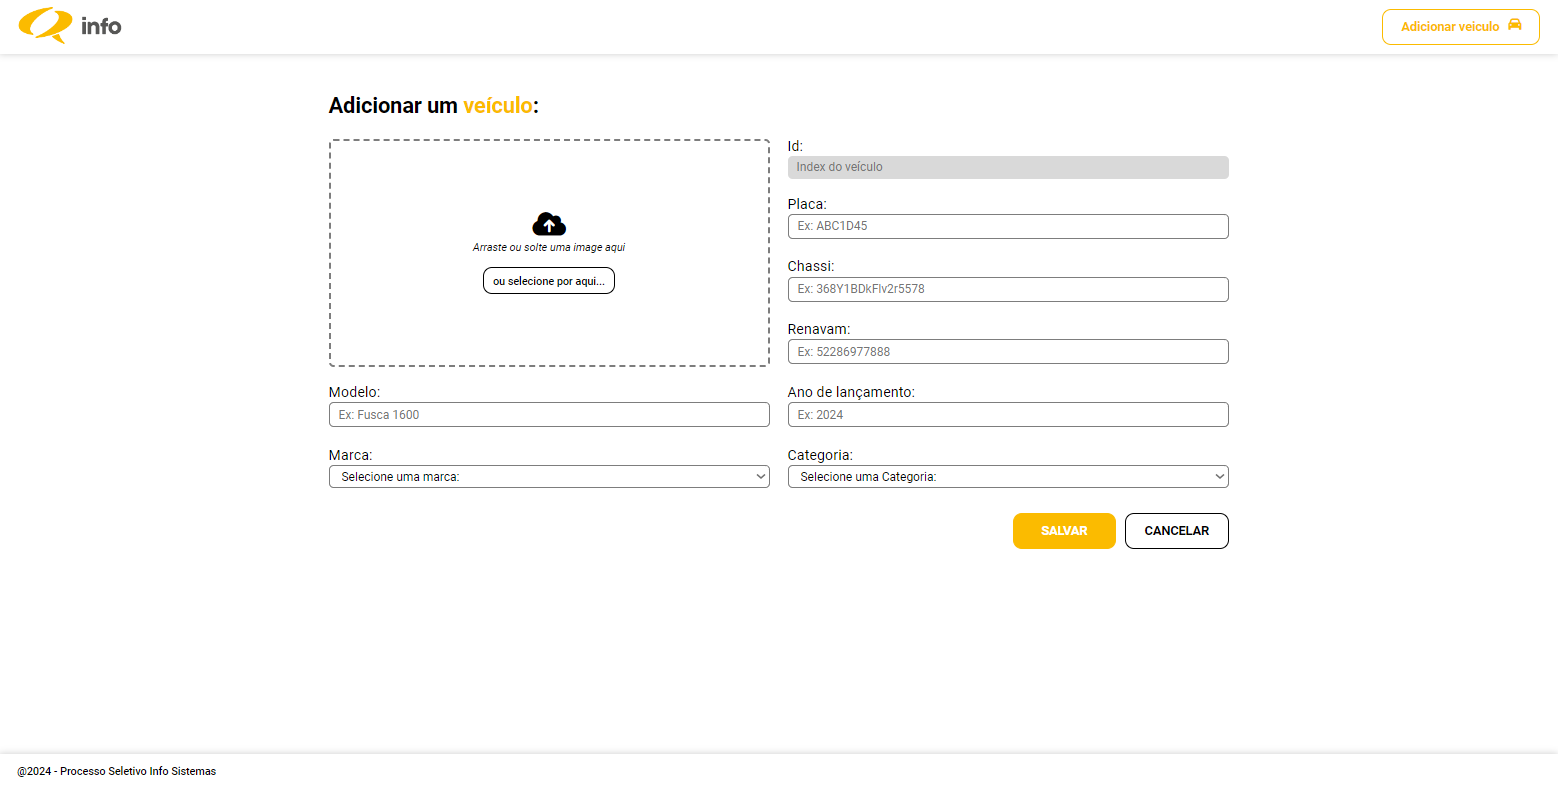 info
Adicionar veiculo
Adicionar um veículo:
Arraste ou solte uma image aqui
ou selecione por aqui...
Id:
Index do veículo
Placa:
Ex: ABC1D45
Chassi:
Ex: 368Y1BDkFlv2r5578
Renavam:
Ex: 52286977888
Modelo:
Ex: Fusca 1600
Ano de lançamento:
Ex: 2024
Marca:
Selecione uma marca:
Categoria:
Selecione uma Categoria:
SALVAR
CANCELAR
@2024 - Processo Seletivo Info Sistemas